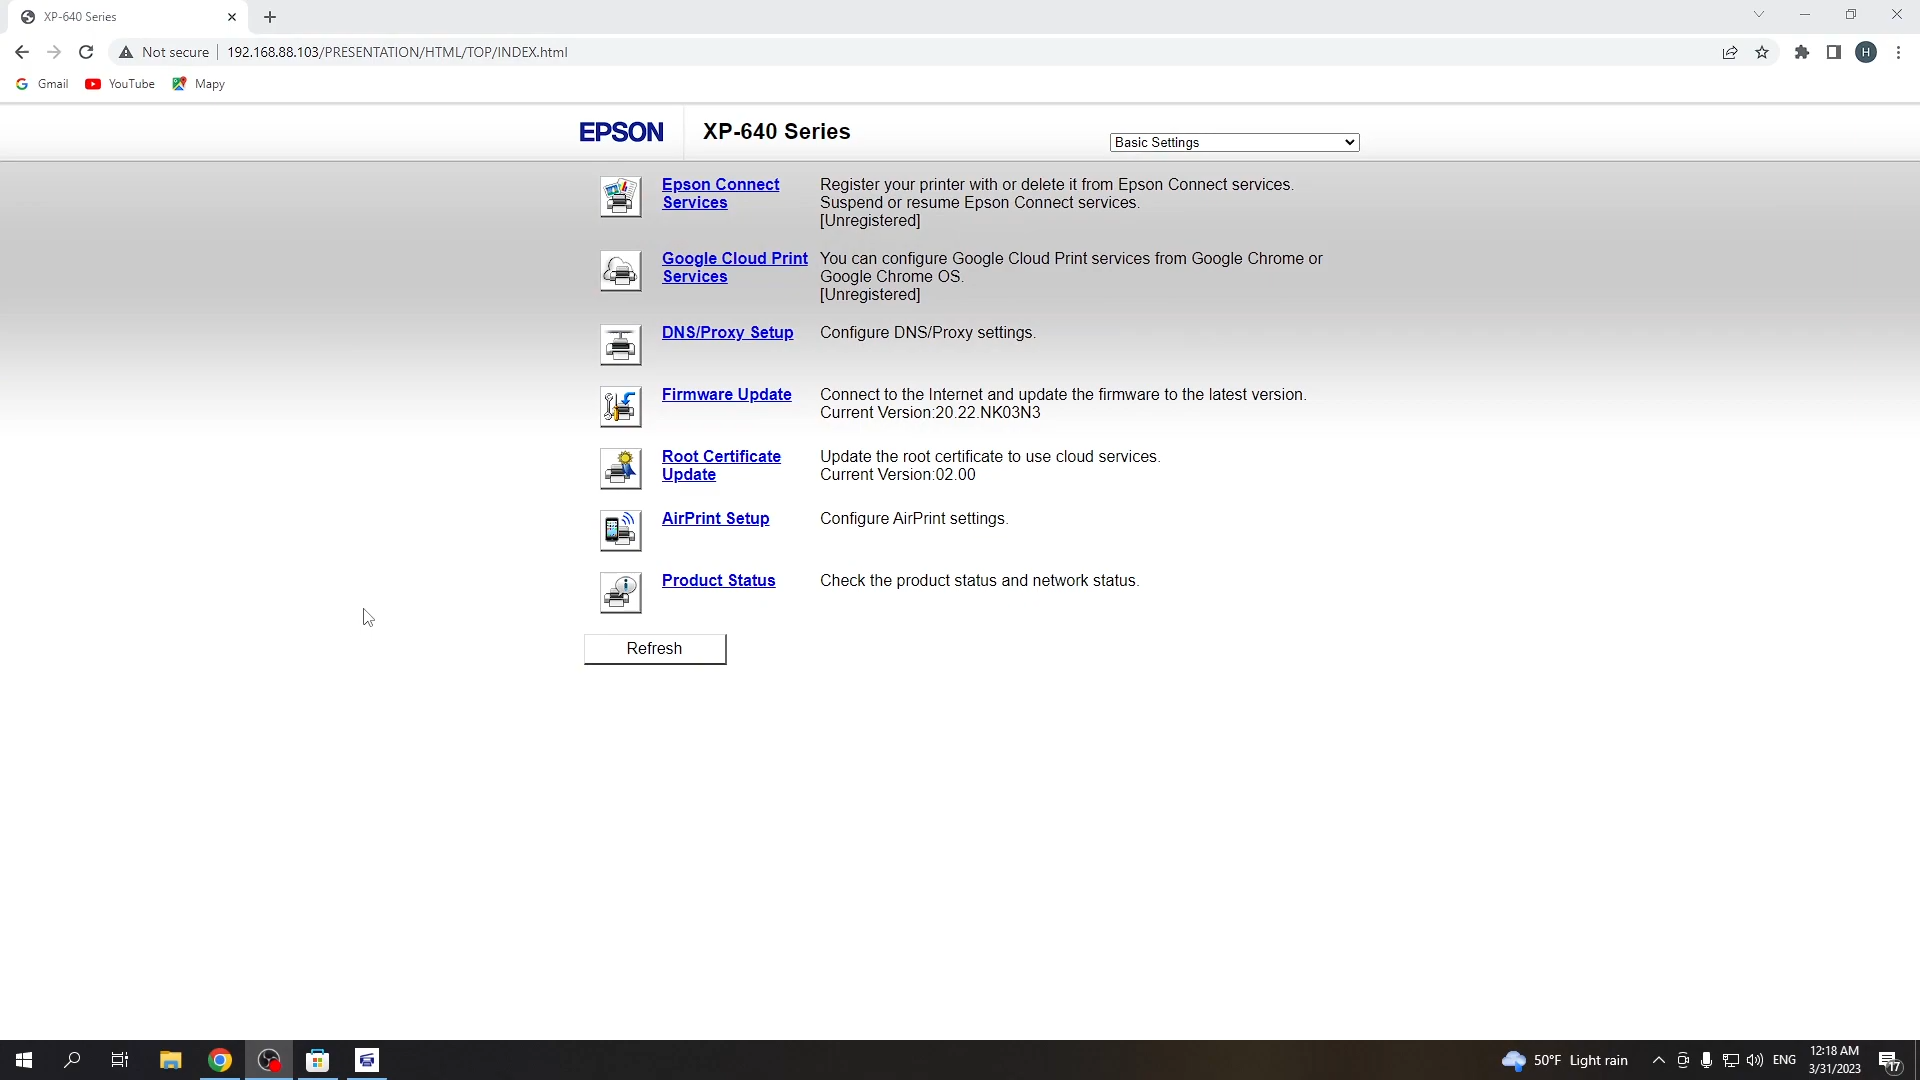 XP-640 Series
Not secure
192.168.88.103/PRESENTATION/HTML/TOP/INDEX.html
H
Gmail
YouTube
Mapy
EPSON
XP-640 Series
Basic Settings
Epson Connect
Services
Register your printer with or delete it from Epson Connect services.
Suspend or resume Epson Connect services.
[Unregistered]
Google Cloud Print
Services
You can configure Google Cloud Print services from Google Chrome or
Google Chrome OS.
[Unregistered]
DNS/Proxy Setup
Configure DNS/Proxy settings.
Firmware Update
Connect to the Internet and update the firmware to the latest version.
Current Version:20.22.NK03N3
Root Certificate
Update
Update the root certificate to use cloud services.
Current Version:02.00
AirPrint Setup
Configure AirPrint settings.
Product Status
Check the product status and network status.
Refresh
50°F Light rain
ENG
12:18 AM
3/31/2023
17